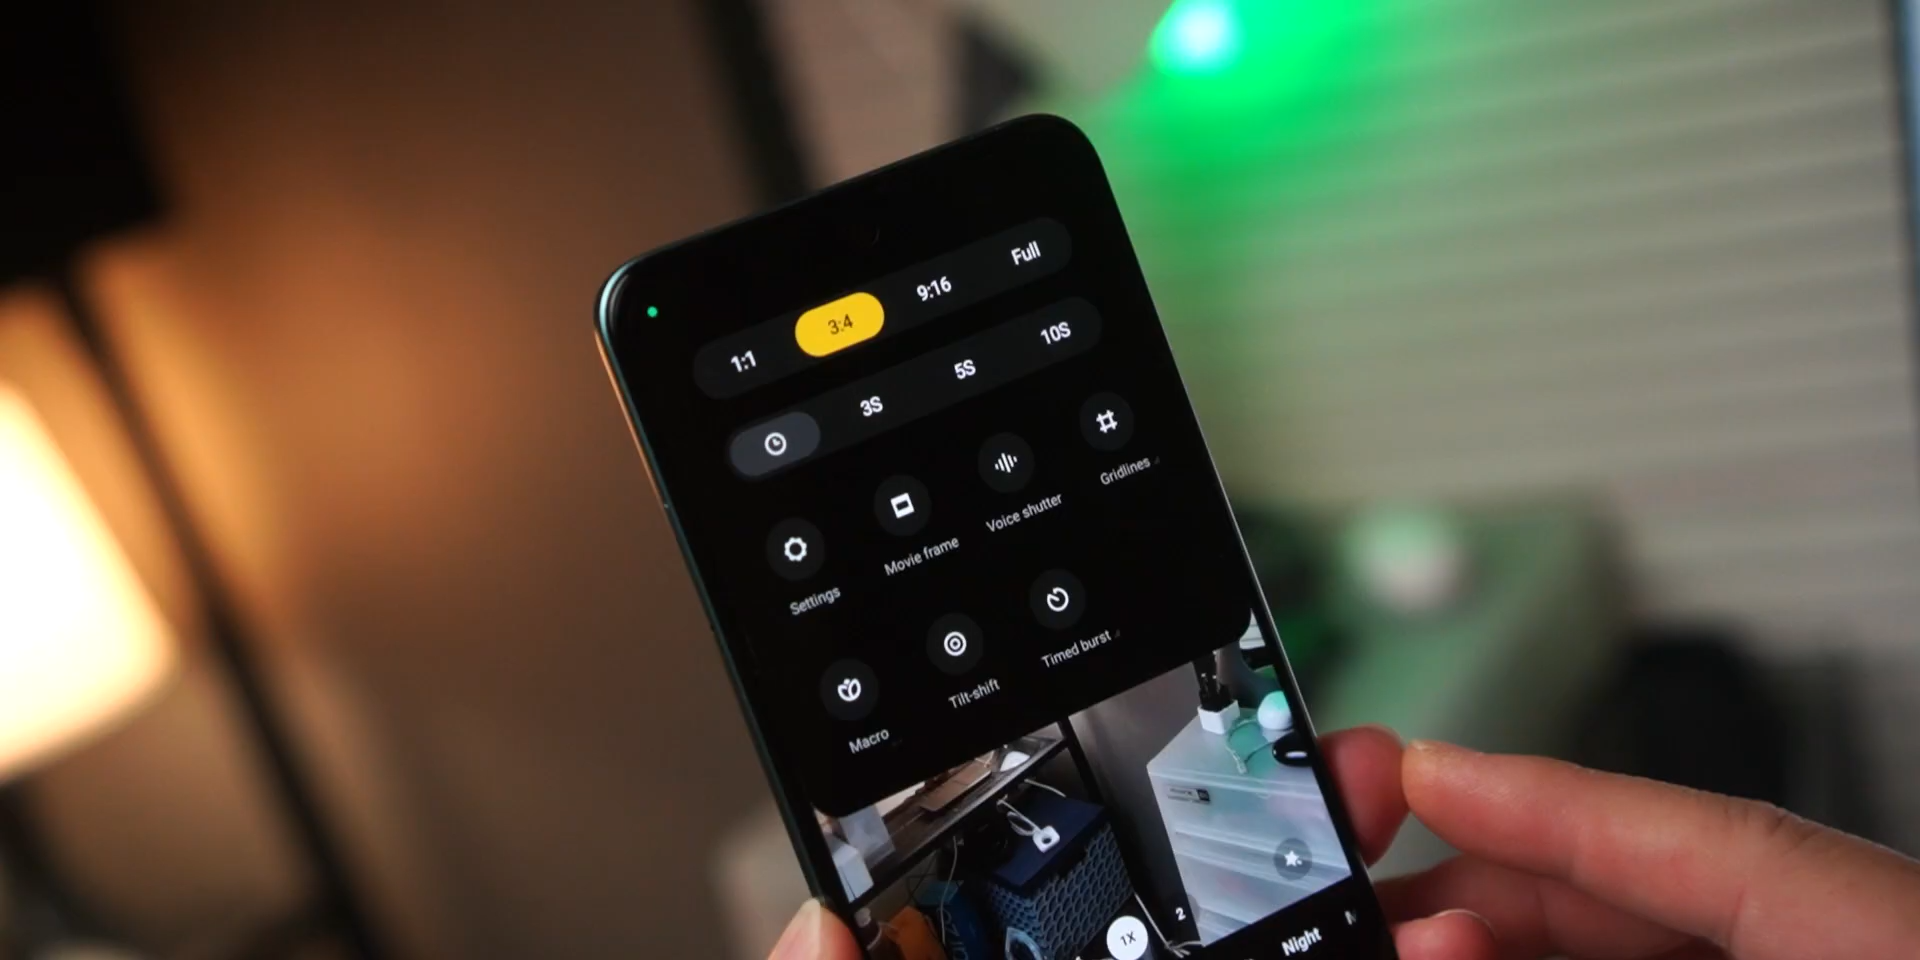 1:1 3:4 9:16 Full
3S 5S 10S
Settings Movie frame Voice shutter Gridlines
Macro Tilt-shift Timed burst
1X 2
Night